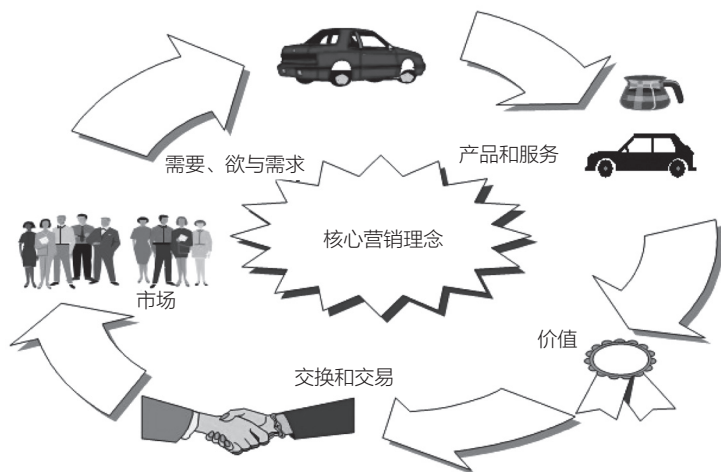 需要、欲与需求
产品和服务
核心营销理念
市场
价值
交换和交易